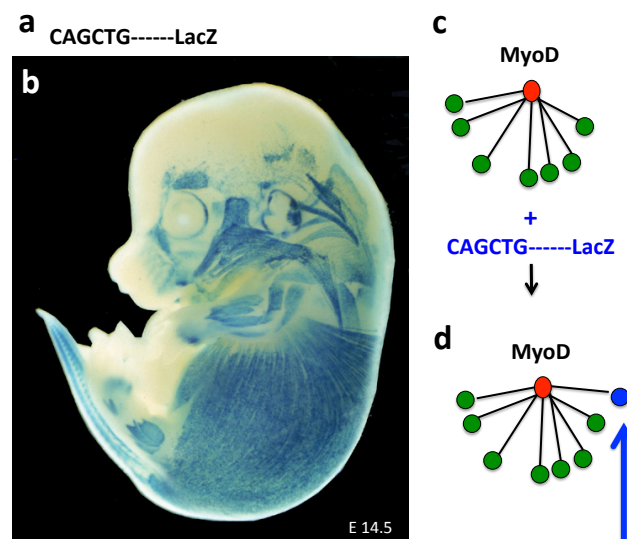 a
CAGCTG------LacZ
b
E 14.5
c
MyoD
+
CAGCTG------LacZ
d
MyoD